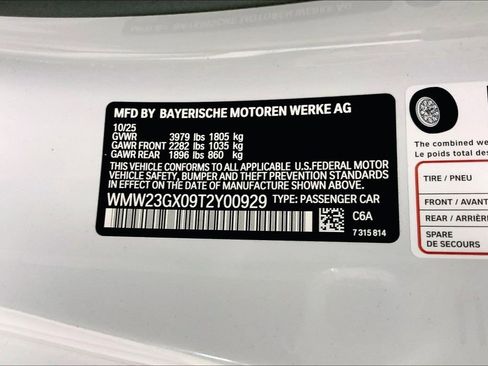 MFD BY BAYERISCHE MOTOREN WERKE AG
10/25
GVWR 3979 lbs 1805 kg
GAWR FRONT 2282 lbs 1035 kg
GAWR REAR 1896 lbs 860 kg
THIS VEHICLE CONFORMS TO ALL APPLICABLE U.S.FEDERAL MOTOR
VEHICLE SAFETY, BUMPER AND THEFT PREVENTION STANDARDS
IN EFFECT ON THE DATE OF MANUFACTURE SHOWN ABOVE.
WMW23GX09T2Y00929 TYPE: PASSENGER CAR
C6A
7 315 814
The combined we
Le poids total des
TIRE / PNEU
FRONT / AVANT
REAR / ARRIÈRE
SPARE
DE SECOURS